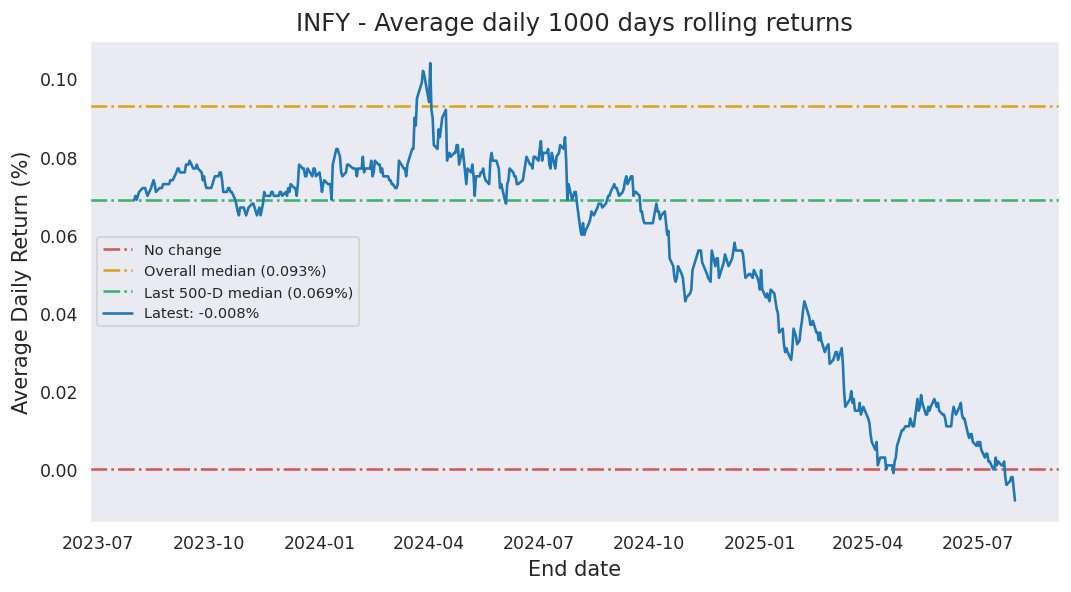 INFY - Average daily 1000 days rolling returns
Average Daily Return (%)
0.10
0.08
0.06
0.04
0.02
0.00
No change
Overall median (0.093%)
Last 500-D median (0.069%)
Latest: -0.008%
2023-07 2023-10 2024-01 2024-04 2024-07 2024-10 2025-01 2025-04 2025-07
End date